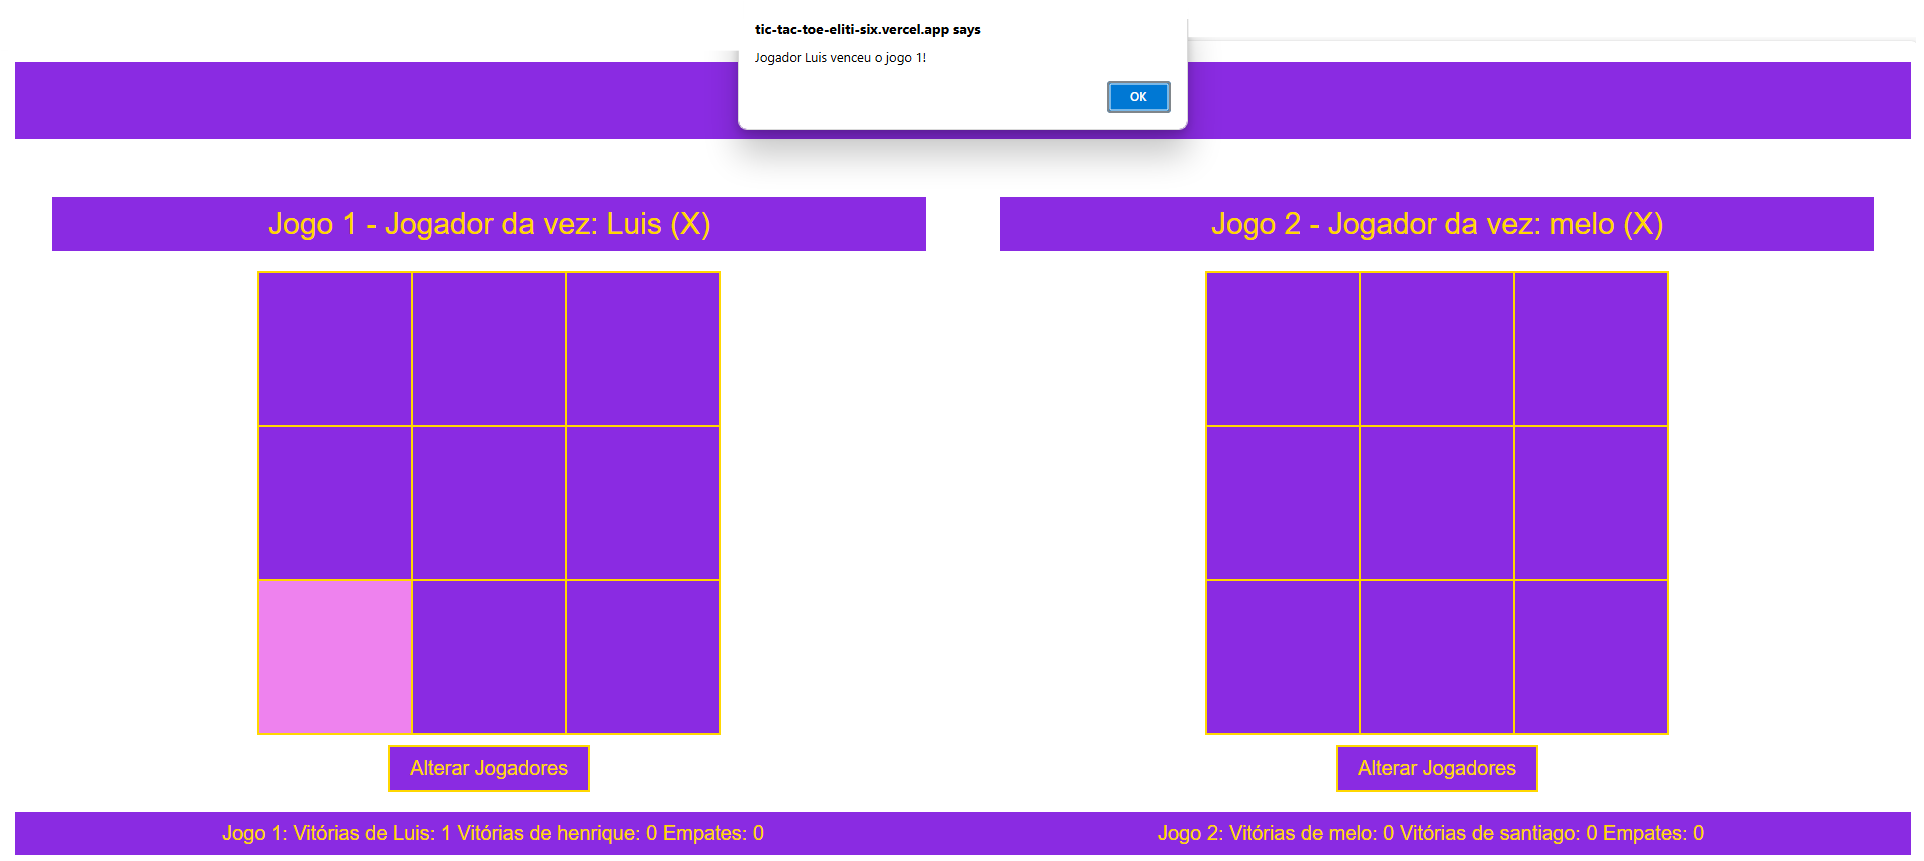 tic-tac-toe-eliti-six.vercel.app says
Jogador Luis venceu o jogo 1!
OK
Jogo 1 - Jogador da vez: Luis (X)
Jogo 2 - Jogador da vez: melo (X)
Alterar Jogadores
Alterar Jogadores
Jogo 1: Vitórias de Luis: 1 Vitórias de henrique: 0 Empates: 0
Jogo 2: Vitórias de melo: 0 Vitórias de santiago: 0 Empates: 0